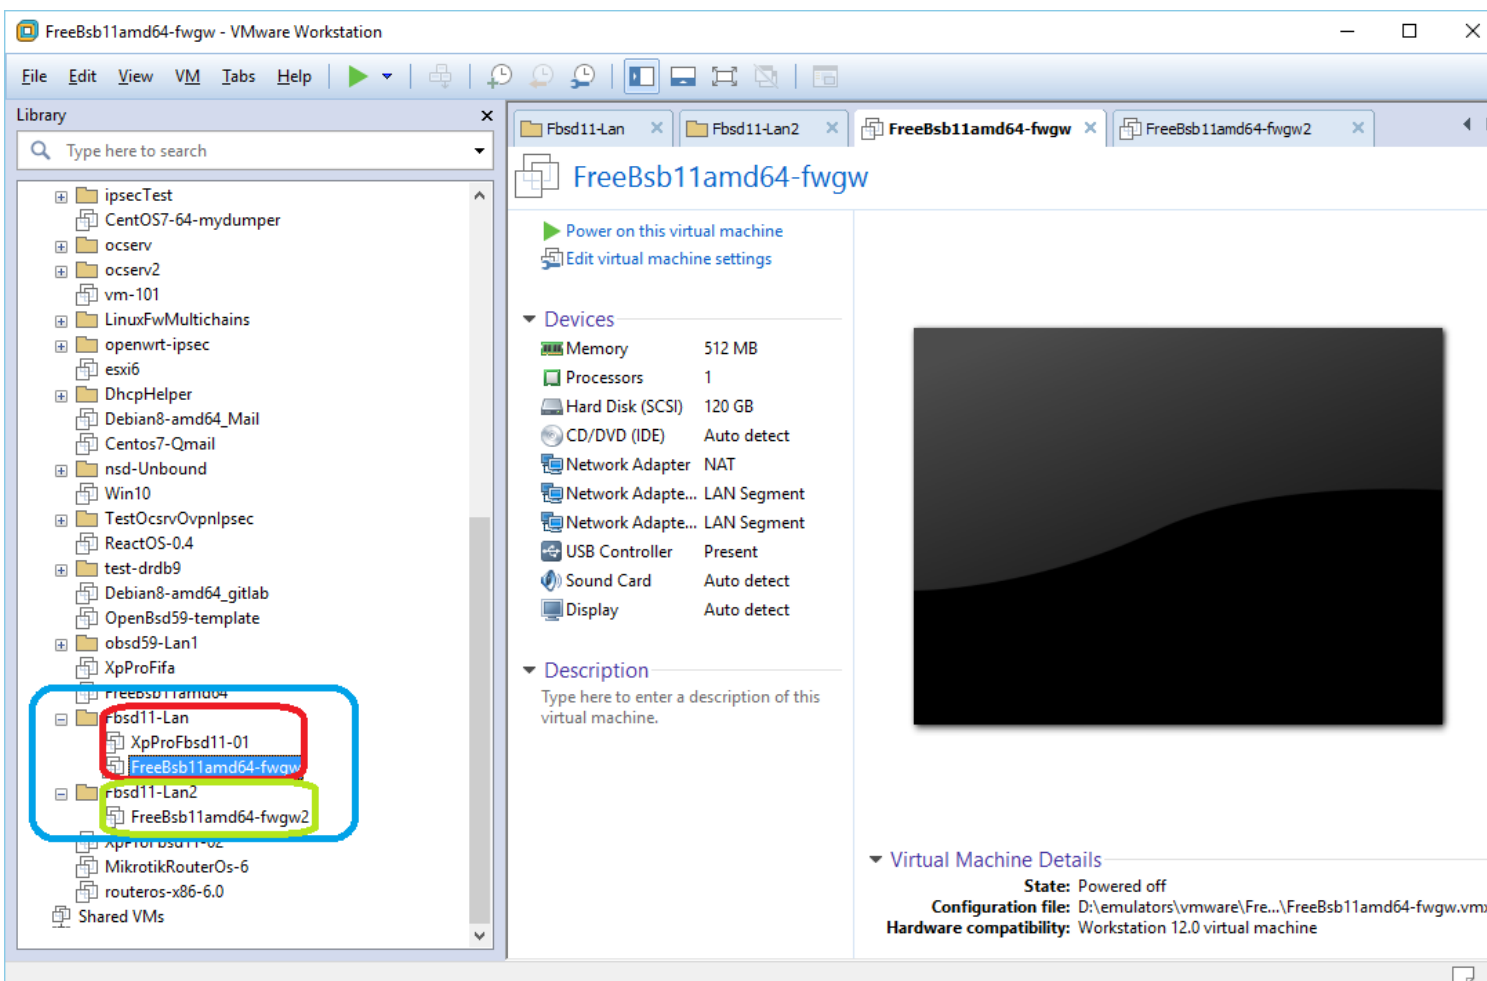 FreeBsb11amd64-fwgw - VMware Workstation
File Edit View VM Tabs Help
Library
Type here to search
ipsecTest
CentOS7-64-mydumper
ocserv
ocserv2
vm-101
LinuxFwMultichains
openwrt-ipsec
esxi6
DhcpHelper
Debian8-amd64_Mail
Centos7-Qmail
nsd-Unbound
Win10
TestOcsrvOvpnIpsec
ReactOS-0.4
test-drdb9
Debian8-amd64_gitlab
OpenBsd59-template
obsd59-Lan1
XpProFifa
FreeBsb11amd64
Fbsd11-Lan
XpProFbsd11-01
FreeBsb11amd64-fwgw
Fbsd11-Lan2
FreeBsb11amd64-fwgw2
XpProFbsd11-02
MikrotikRouterOs-6
routeros-x86-6.0
Shared VMs
Fbsd11-Lan Fbsd11-Lan2 FreeBsb11amd64-fwgw FreeBsb11amd64-fwgw2
FreeBsb11amd64-fwgw
Power on this virtual machine
Edit virtual machine settings
Devices
Memory 512 MB
Processors 1
Hard Disk (SCSI) 120 GB
CD/DVD (IDE) Auto detect
Network Adapter NAT
Network Adapte... LAN Segment
Network Adapte... LAN Segment
USB Controller Present
Sound Card Auto detect
Display Auto detect
Description
Type here to enter a description of this
virtual machine.
Virtual Machine Details
State: Powered off
Configuration file: D:\emulators\vmware\Fre...\FreeBsb11amd64-fwgw.vmx
Hardware compatibility: Workstation 12.0 virtual machine